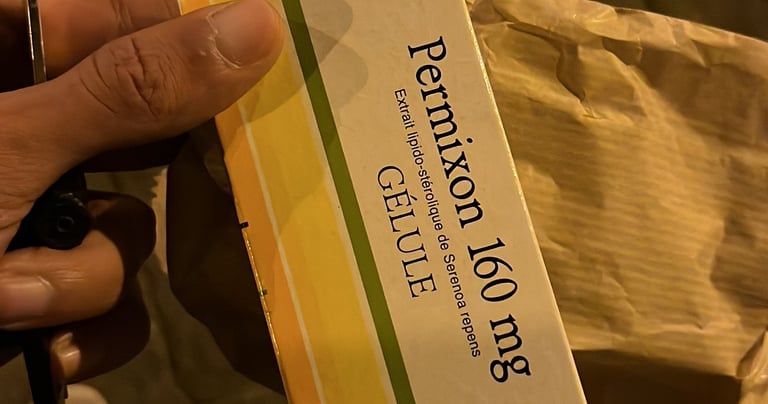 Permixon 160 mg
Extrait lipido-stérolique de Serenoa repens
GÉLULE